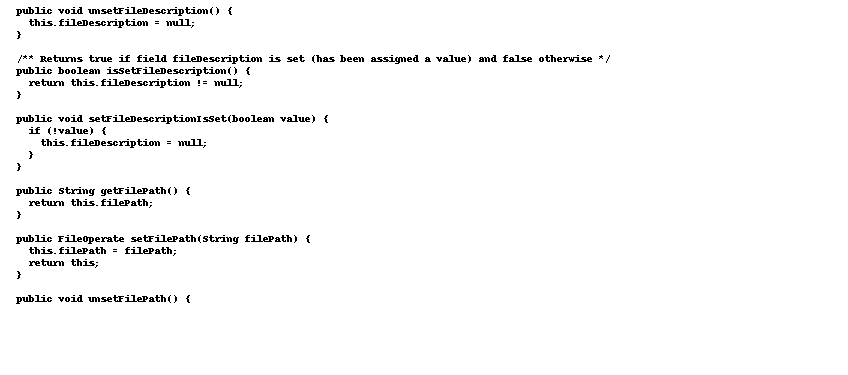 public void unsetFileDescription() {
  this.fileDescription = null;
}
/** Returns true if field fileDescription is set (has been assigned a value) and false otherwise */
public boolean isSetFileDescription() {
  return this.fileDescription != null;
}
public void setFileDescriptionIsSet(boolean value) {
  if (!value) {
    this.fileDescription = null;
  }
}
public String getFilePath() {
  return this.filePath;
}
public FileOperate setFilePath(String filePath) {
  this.filePath = filePath;
  return this;
}
public void unsetFilePath() {